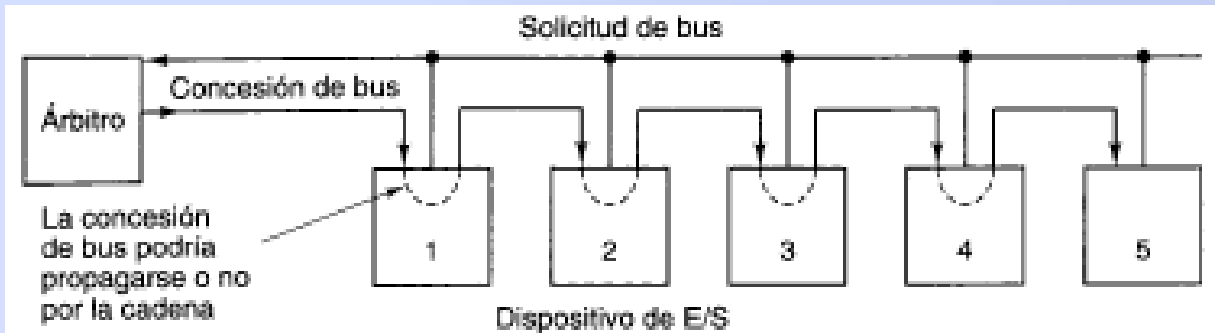 Solicitud de bus
Concesión de bus
Árbitro
La concesión
de bus podría
propagarse o no
por la cadena
1
2
3
4
5
Dispositivo de E/S